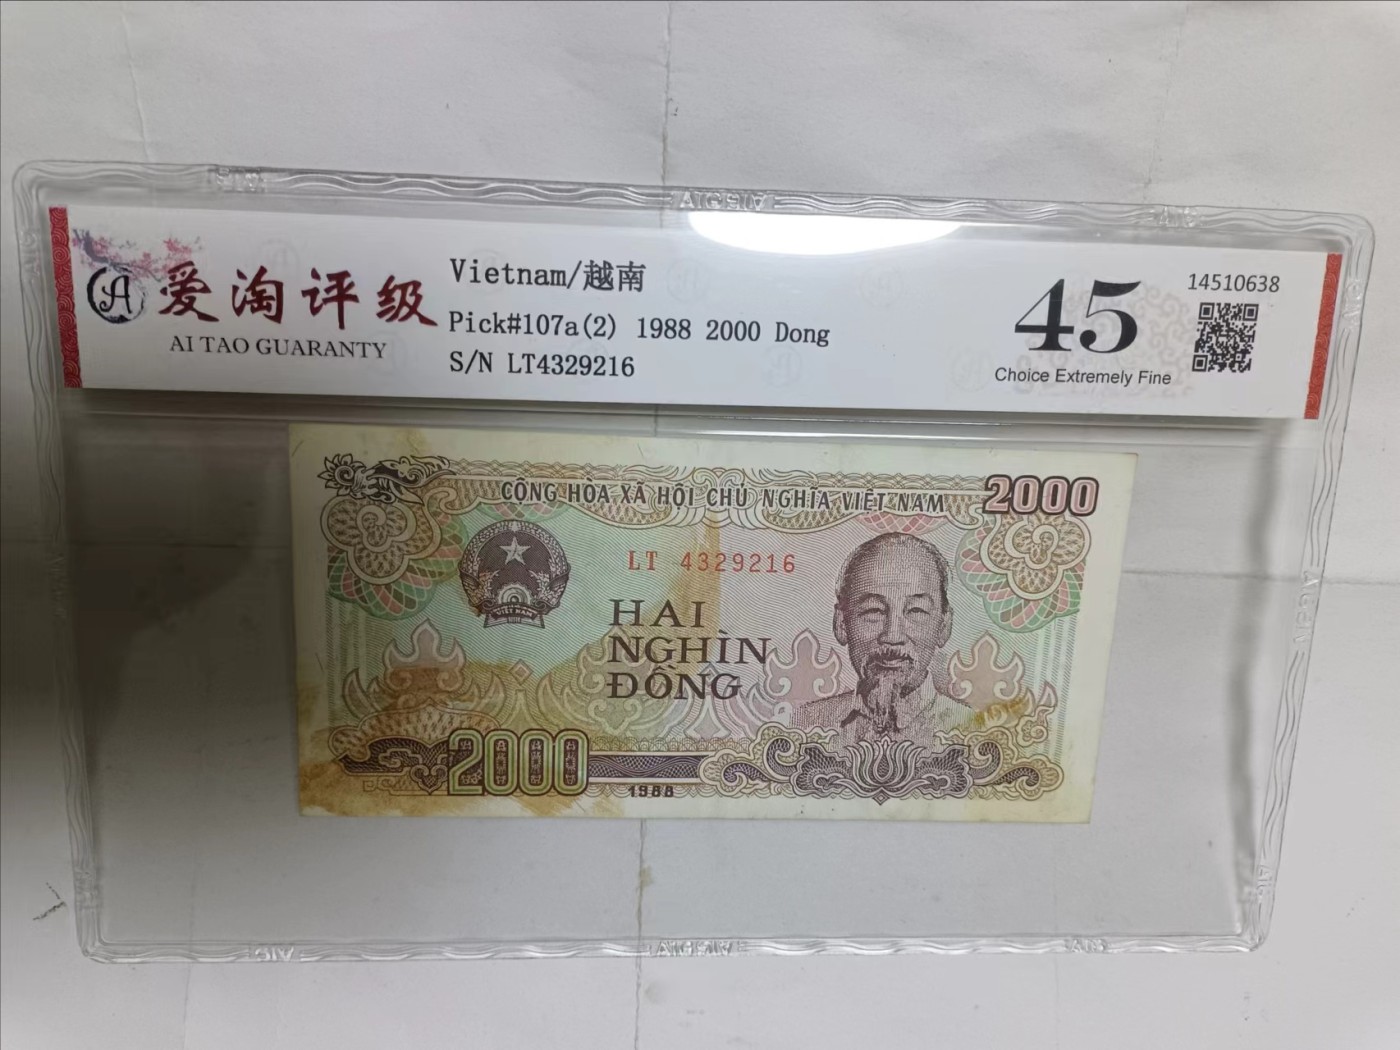 爱淘评级
AI TAO GUARANTY
Vietnam/越南
Pick#107a(2) 1988 2000 Dong
S/N LT4329216
45
Choice Extremely Fine
14510638
CỘNG HÒA XÃ HỘI CHỦ NGHĨA VIỆT NAM
2000
LT 4329216
HAI
NGHÌN
ĐỒNG
VIỆT NAM
2000
1988